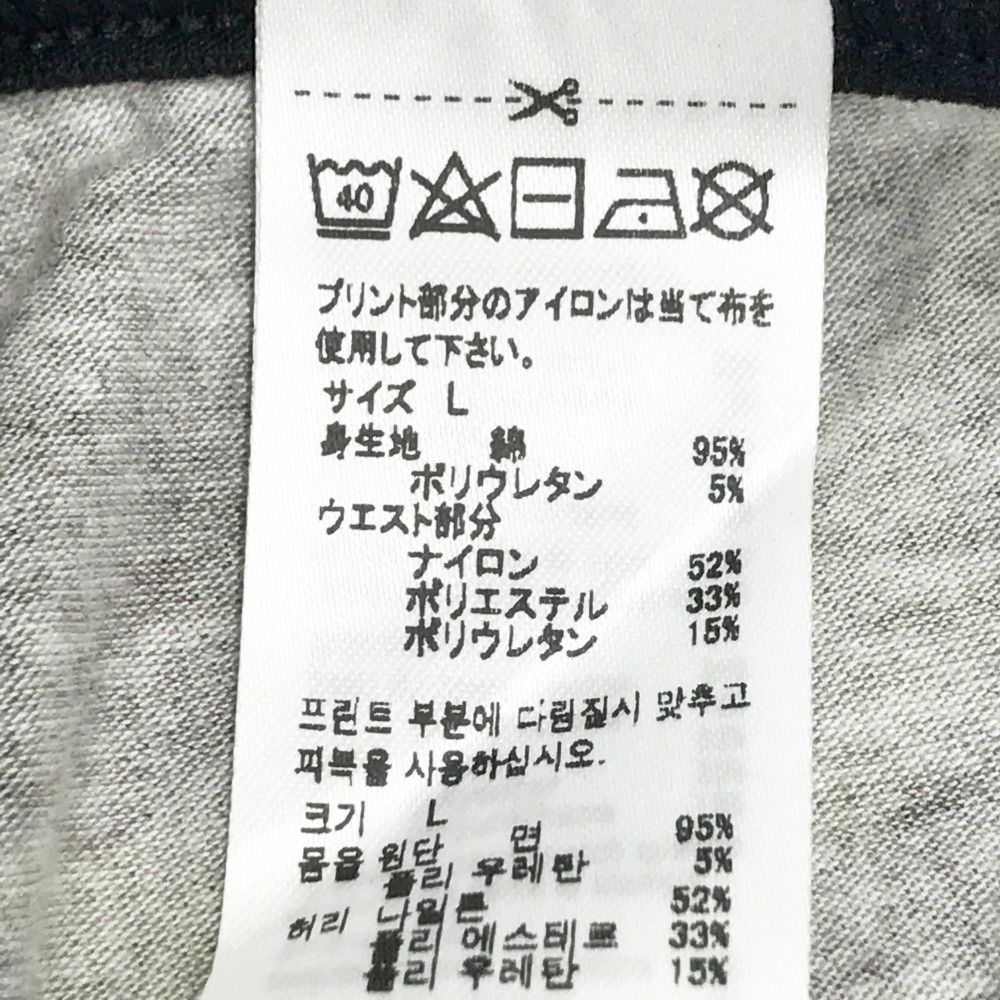 40
プリント部分のアイロンは当て布を
使用して下さい。
サイズ L
身生地 綿 95%
ポリウレタン 5%
ウエスト部分
ナイロン 52%
ポリエステル 33%
ポリウレタン 15%
프린트 부분에 다림질시 맞추고
피복을 사용하십시오.
크기 L
몸을 원단 면 95%
폴리 우레탄 5%
허리 나일론 52%
폴리 에스테트 33%
폴리 우레탄 15%